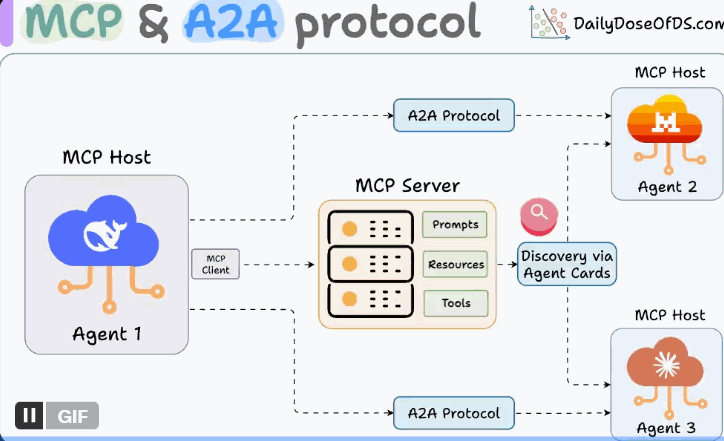 MCP & A2A protocol
DailyDoseOfDS.com
MCP Host
A2A Protocol
MCP Host
Agent 2
MCP Server
Prompts
Resources
Tools
MCP
Client
Agent 1
Discovery via
Agent Cards
MCP Host
A2A Protocol
Agent 3
GIF